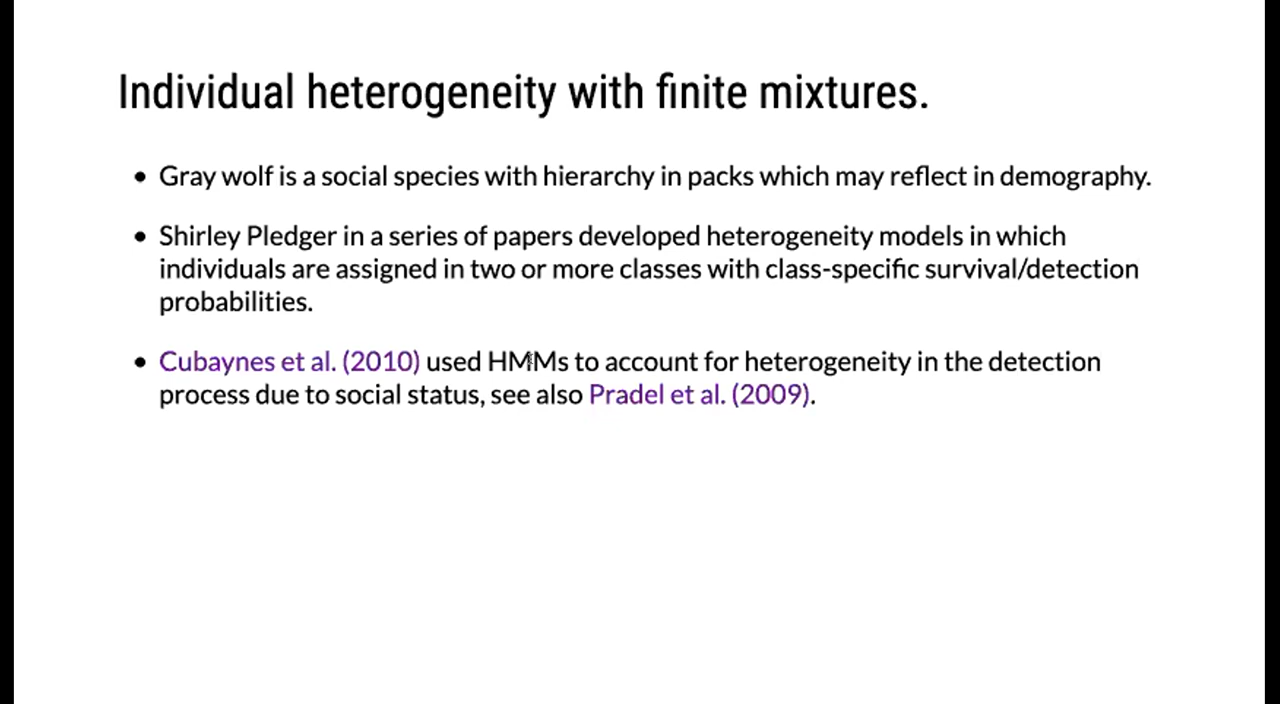 Individual heterogeneity with finite mixtures.
• Gray wolf is a social species with hierarchy in packs which may reflect in demography.
• Shirley Pledger in a series of papers developed heterogeneity models in which
individuals are assigned in two or more classes with class-specific survival/detection
probabilities.
• Cubaynes et al. (2010) used HMMs to account for heterogeneity in the detection
process due to social status, see also Pradel et al. (2009).